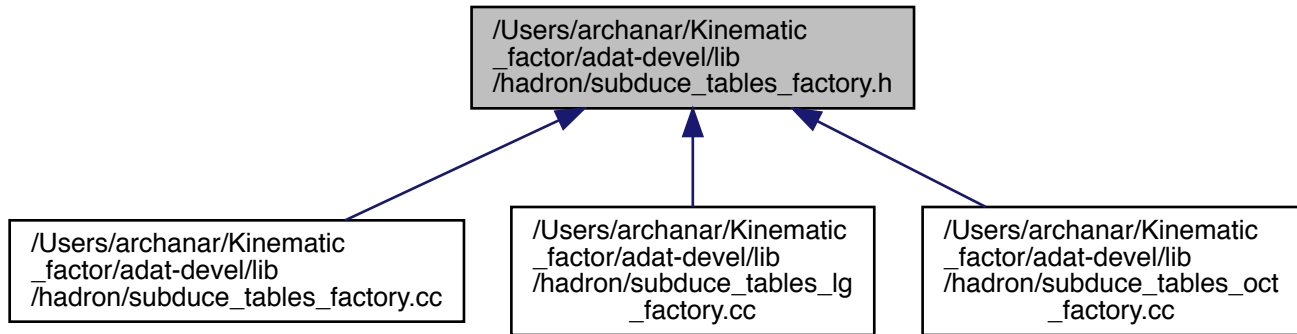 /Users/archanar/Kinematic
_factor/adat-devel/lib
/hadron/subduce_tables_factory.h
/Users/archanar/Kinematic
_factor/adat-devel/lib
/hadron/subduce_tables_factory.cc
/Users/archanar/Kinematic
_factor/adat-devel/lib
/hadron/subduce_tables_lg
_factory.cc
/Users/archanar/Kinematic
_factor/adat-devel/lib
/hadron/subduce_tables_oct
_factory.cc